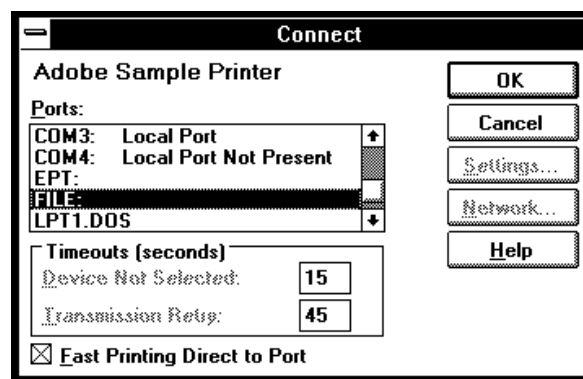 Connect
Adobe Sample Printer
Ports:
COM3: Local Port
COM4: Local Port Not Present
EPT:
FILE:
LPT1.DOS
Timeouts (seconds)
Device Not Selected: 15
Transmission Retry: 45
Fast Printing Direct to Port
OK
Cancel
Settings...
Network...
Help